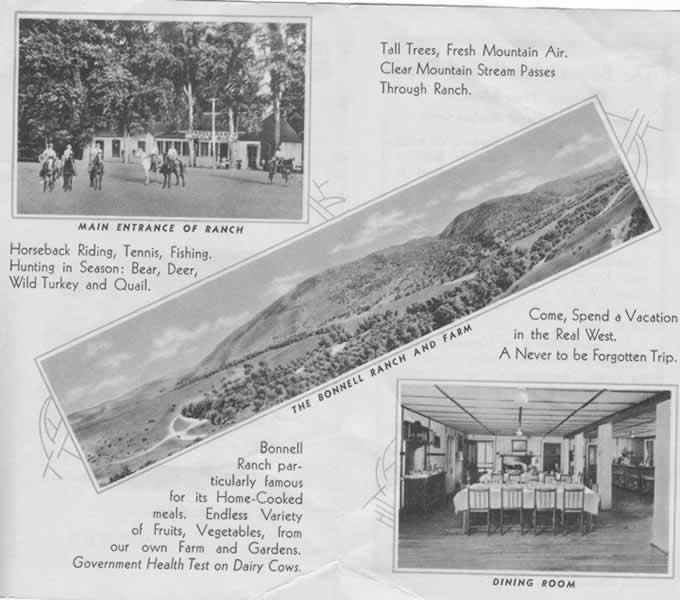 Tall Trees, Fresh Mountain Air.
Clear Mountain Stream Passes
Through Ranch.
MAIN ENTRANCE OF RANCH
Horseback Riding, Tennis, Fishing.
Hunting in Season: Bear, Deer,
Wild Turkey and Quail.
THE BONNELL RANCH AND FARM
Come, Spend a Vacation
in the Real West.
A Never to be Forgotten Trip.
Bonnell
Ranch par-
ticularly famous
for its Home-Cooked
meals. Endless Variety
of Fruits, Vegetables, from
our own Farm and Gardens.
Government Health Test on Dairy Cows.
DINING ROOM